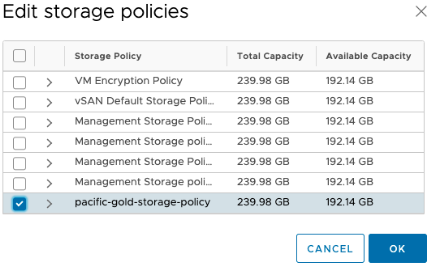 Edit storage policies
Storage Policy Total Capacity Available Capacity
VM Encryption Policy 239.98 GB 192.14 GB
vSAN Default Storage Poli... 239.98 GB 192.14 GB
Management Storage Policy 239.98 GB 192.14 GB
Management Storage poli... 239.98 GB 192.14 GB
Management Storage poli... 239.98 GB 192.14 GB
Management Storage poli... 239.98 GB 192.14 GB
pacific-gold-storage-policy 239.98 GB 192.14 GB
CANCEL OK